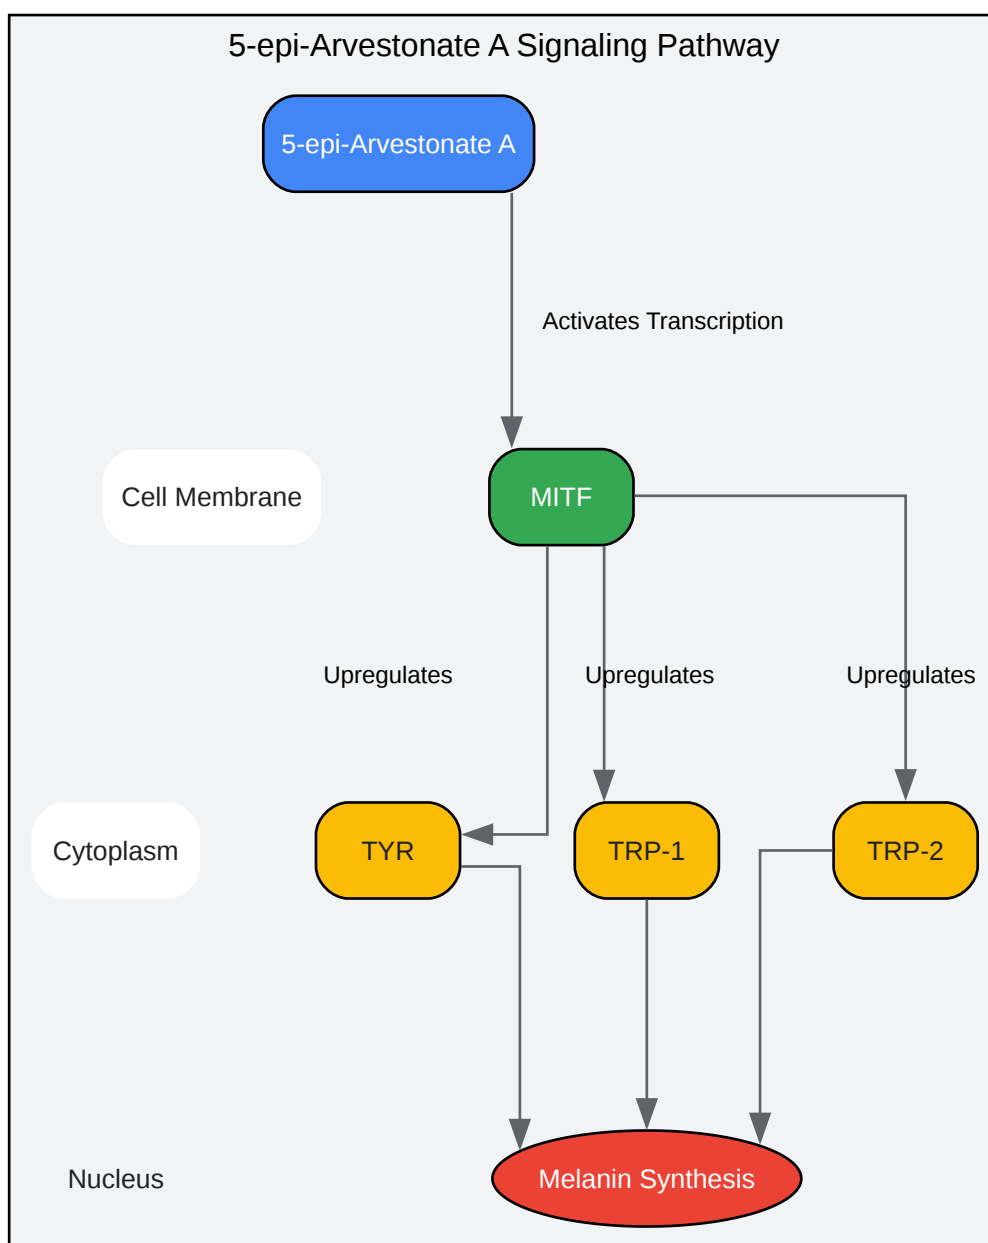 5-epi-Arvestonate A Signaling Pathway
5-epi-Arvestonate A
Activates Transcription
Cell Membrane
MITF
Upregulates
Upregulates
Upregulates
Cytoplasm
TYR
TRP-1
TRP-2
Nucleus
Melanin Synthesis